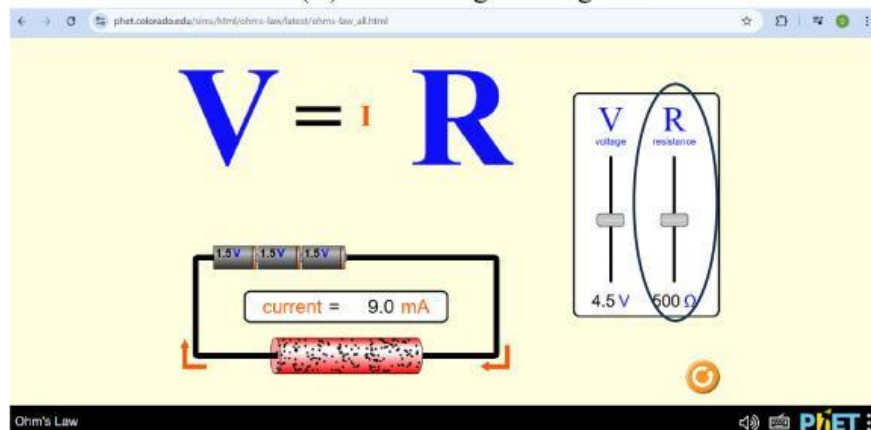 phet.colorado.edu/sims/html/ohms-law/latest/ohms-law_all.html
V = I R
V R
voltage resistance
1.5 V 1.5 V 1.5 V
current = 9.0 mA
4.5 V 500 Ω
Ohm's Law
PhET